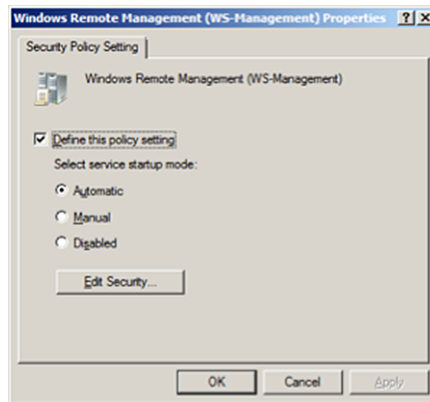 Windows Remote Management (WS-Management) Properties ? X
Security Policy Setting
Windows Remote Management (WS-Management)
Define this policy setting
Select service startup mode:
Automatic
Manual
Disabled
Edit Security...
OK Cancel Apply